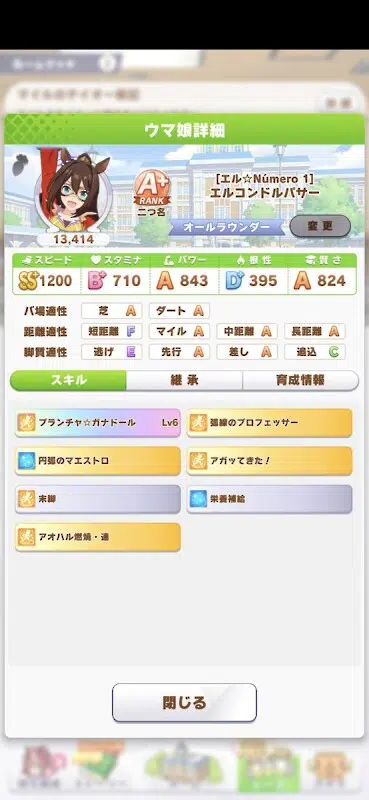 ウマ娘詳細
A+
RANK
二つ名
[エル☆Número 1]
エルコンドルパサー
オールラウンダー
変更
13,414
スピード スタミナ パワー 根性 賢さ
SS 1200 B+ 710 A 843 D+ 395 A 824
バ場適性 芝 A ダート A
距離適性 短距離 F マイル A 中距離 A 長距離 A
脚質適性 逃げ E 先行 A 差し A 追込 C
スキル 継承 育成情報
プランチャ☆ガナドール Lv6 弧線のプロフェッサー
円弧のマエストロ アガッてきた!
末脚 栄養補給
アオハル燃焼・速
閉じる